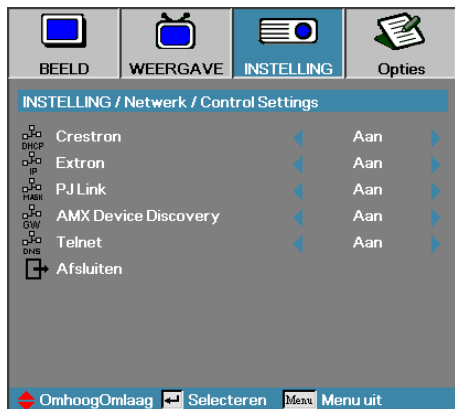 BEELD WEERGAVE INSTELLING Opties
INSTELLING / Netwerk / Control Settings
DHCP Crestron Aan
IP Extron Aan
MASK PJ Link Aan
GW AMX Device Discovery Aan
DNS Telnet Aan
Afsluiten
OmhoogOmlaag Selecteren Menu Menu uit